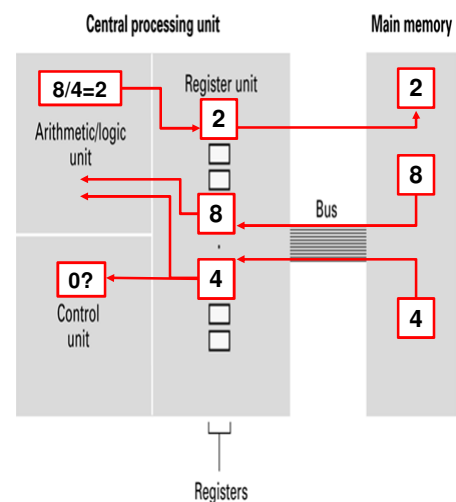 Central processing unit
Main memory
8/4=2
Register unit
2
2
Arithmetic/logic
unit
8
8
Bus
4
0?
Control
unit
4
Registers